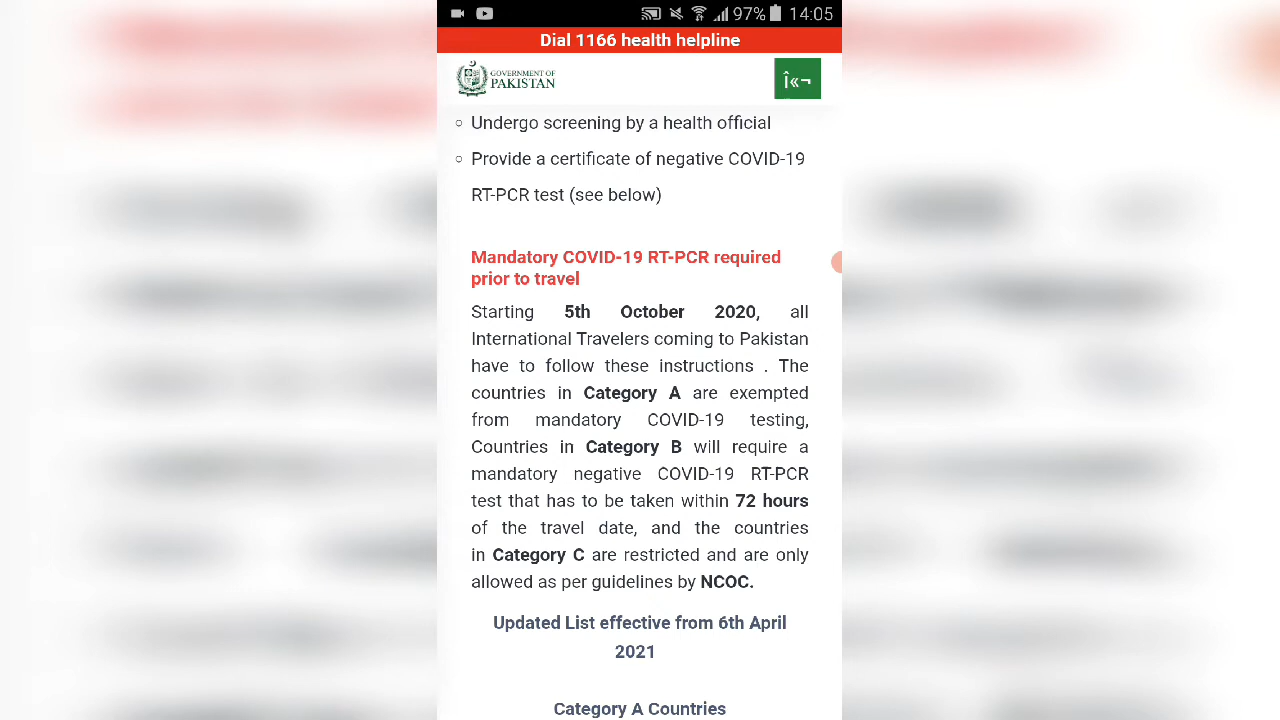 97% 14:05
Dial 1166 health helpline
GOVERNMENT OF
PAKISTAN
Î«¬
Undergo screening by a health official
Provide a certificate of negative COVID-19
RT-PCR test (see below)
Mandatory COVID-19 RT-PCR required
prior to travel
Starting 5th October 2020, all
International Travelers coming to Pakistan
have to follow these instructions . The
countries in Category A are exempted
from mandatory COVID-19 testing,
Countries in Category B will require a
mandatory negative COVID-19 RT-PCR
test that has to be taken within 72 hours
of the travel date, and the countries
in Category C are restricted and are only
allowed as per guidelines by NCOC.
Updated List effective from 6th April
2021
Category A Countries